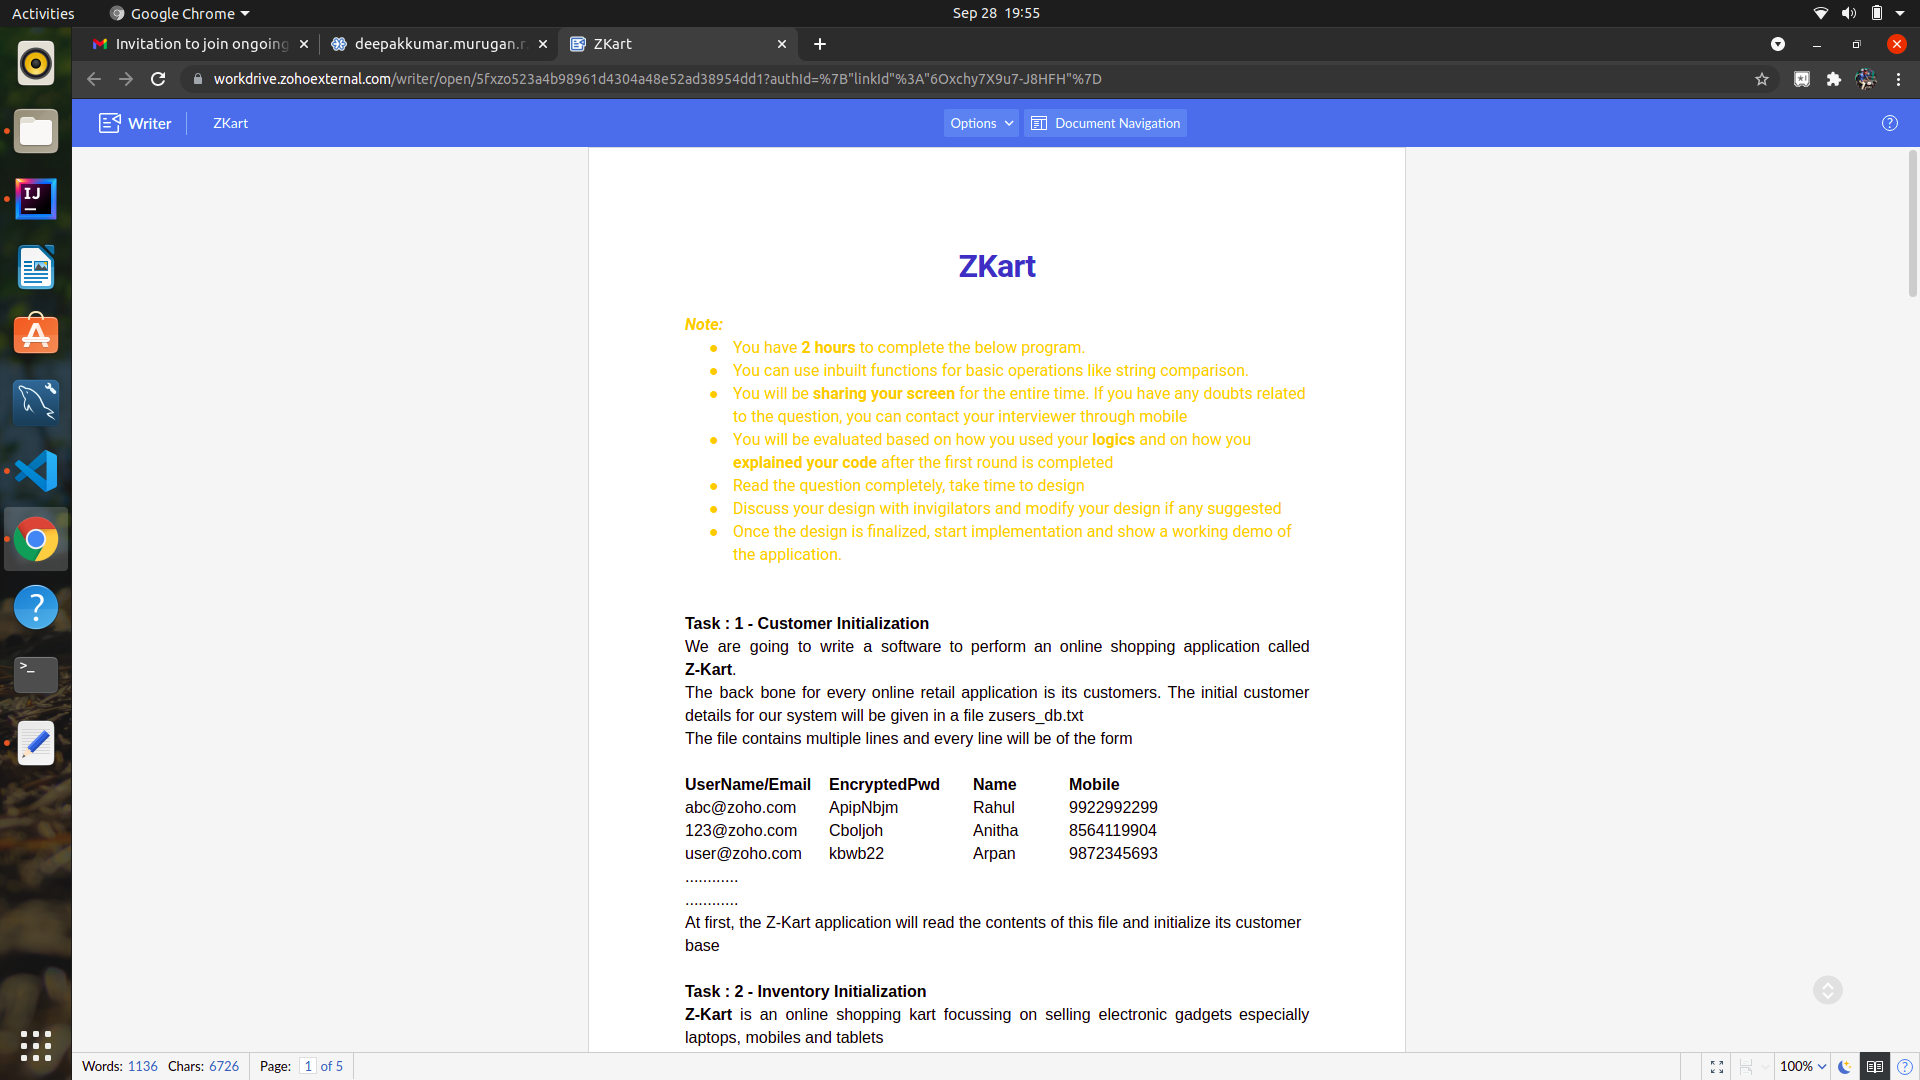 Activities
Google Chrome
Sep 28 19:55
Invitation to join ongoing
deepakkumar.murugan.r
ZKart
workdrive.zohoexternal.com/writer/open/5fxzo523a4b98961d4304a48e52ad38954dd1?authId=%7B"linkId"%3A"6Oxchy7X9u7-J8HFH"%7D
Writer
ZKart
Options
Document Navigation
ZKart
Note:
● You have 2 hours to complete the below program.
● You can use inbuilt functions for basic operations like string comparison.
● You will be sharing your screen for the entire time. If you have any doubts related
to the question, you can contact your interviewer through mobile
● You will be evaluated based on how you used your logics and on how you
explained your code after the first round is completed
● Read the question completely, take time to design
● Discuss your design with invigilators and modify your design if any suggested
● Once the design is finalized, start implementation and show a working demo of
the application.
Task : 1 - Customer Initialization
We are going to write a software to perform an online shopping application called
Z-Kart.
The back bone for every online retail application is its customers. The initial customer
details for our system will be given in a file zusers_db.txt
The file contains multiple lines and every line will be of the form
UserName/Email EncryptedPwd Name Mobile
abc@zoho.com ApipNbjm Rahul 9922992299
123@zoho.com Cboljoh Anitha 8564119904
user@zoho.com kbwb22 Arpan 9872345693
............
............
At first, the Z-Kart application will read the contents of this file and initialize its customer
base
Task : 2 - Inventory Initialization
Z-Kart is an online shopping kart focussing on selling electronic gadgets especially
laptops, mobiles and tablets
Words: 1136 Chars: 6726 Page: 1 of 5
100%